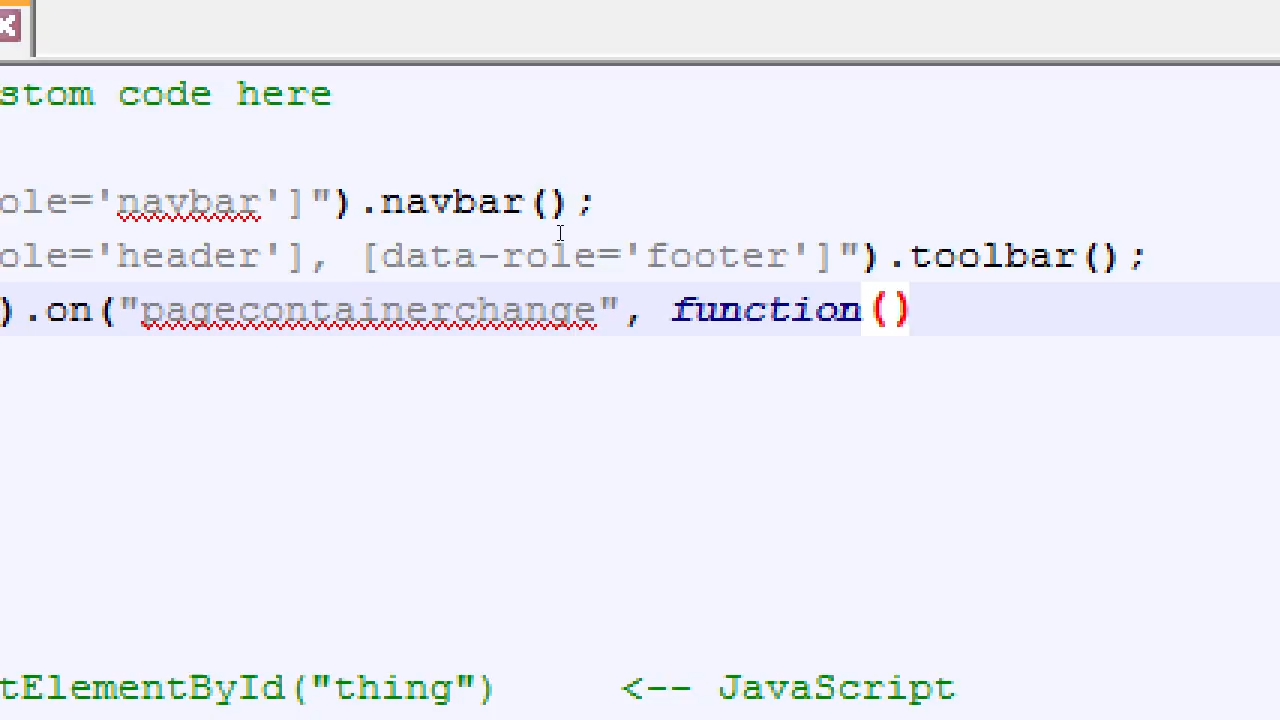 stom code here
ole='navbar']").navbar();
ole='header'], [data-role='footer']").toolbar();
).on("pagecontainerchange", function()
tElementById("thing") <-- JavaScript